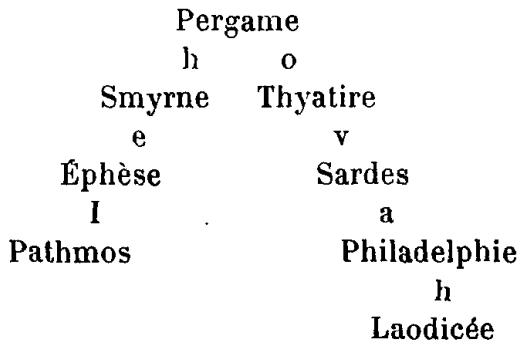 Pergame
h o
Smyrne Thyatire
e v
Éphèse Sardes
I a
Pathmos Philadelphie
h
Laodicée